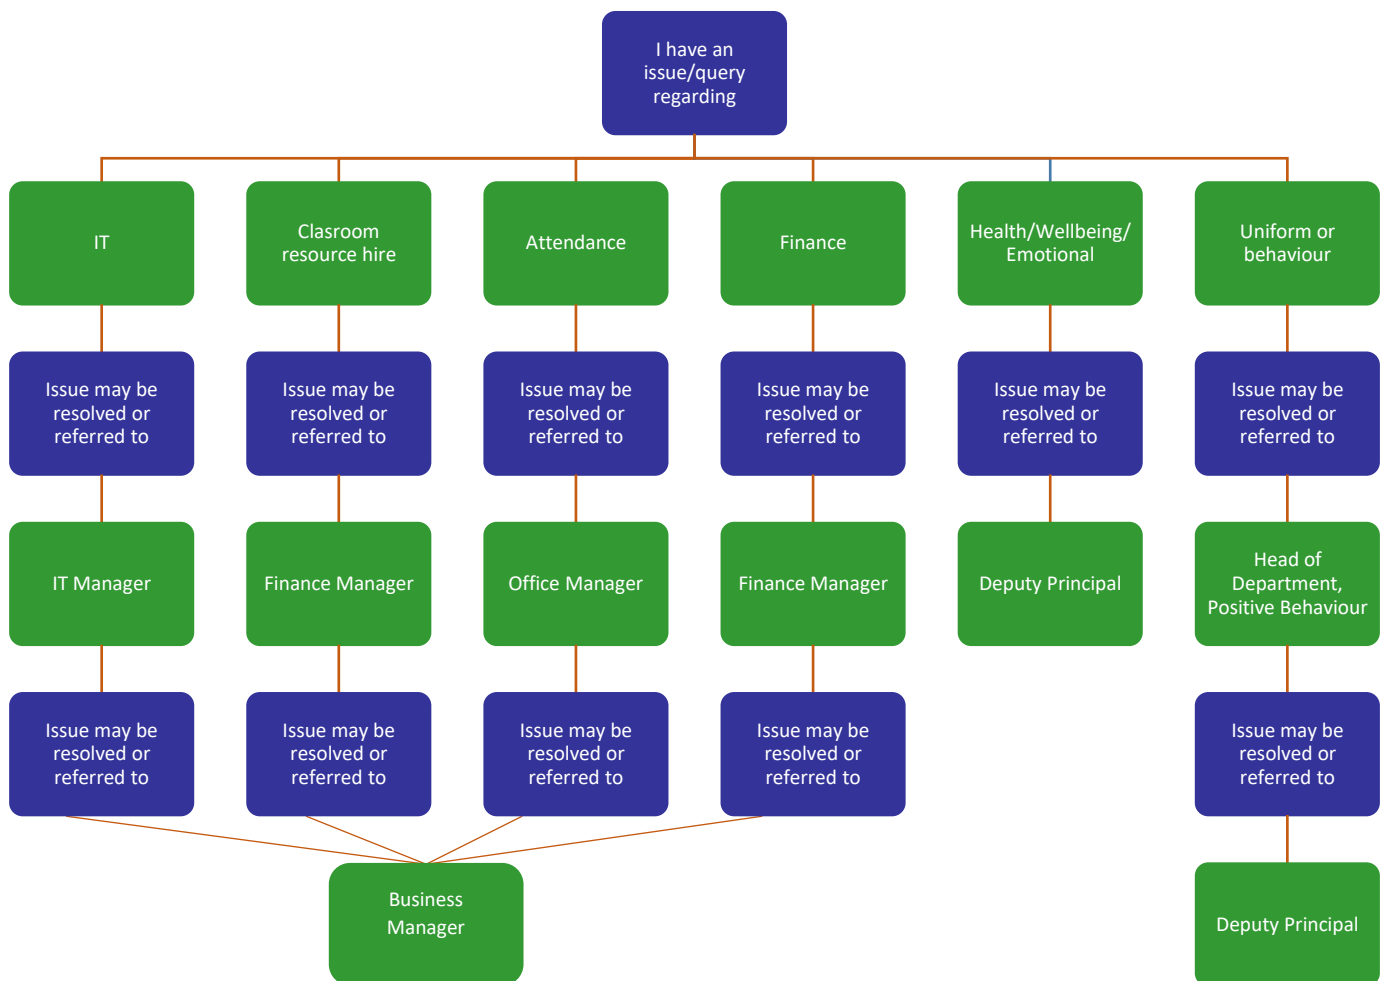 I have an
issue/query
regarding
IT
Clasroom
resource hire
Attendance
Finance
Health/Wellbeing/
Emotional
Uniform or
behaviour
Issue may be
resolved or
referred to
Issue may be
resolved or
referred to
Issue may be
resolved or
referred to
Issue may be
resolved or
referred to
Issue may be
resolved or
referred to
Issue may be
resolved or
referred to
IT Manager
Finance Manager
Office Manager
Finance Manager
Deputy Principal
Head of
Department,
Positive Behaviour
Issue may be
resolved or
referred to
Issue may be
resolved or
referred to
Issue may be
resolved or
referred to
Issue may be
resolved or
referred to
Issue may be
resolved or
referred to
Business
Manager
Deputy Principal